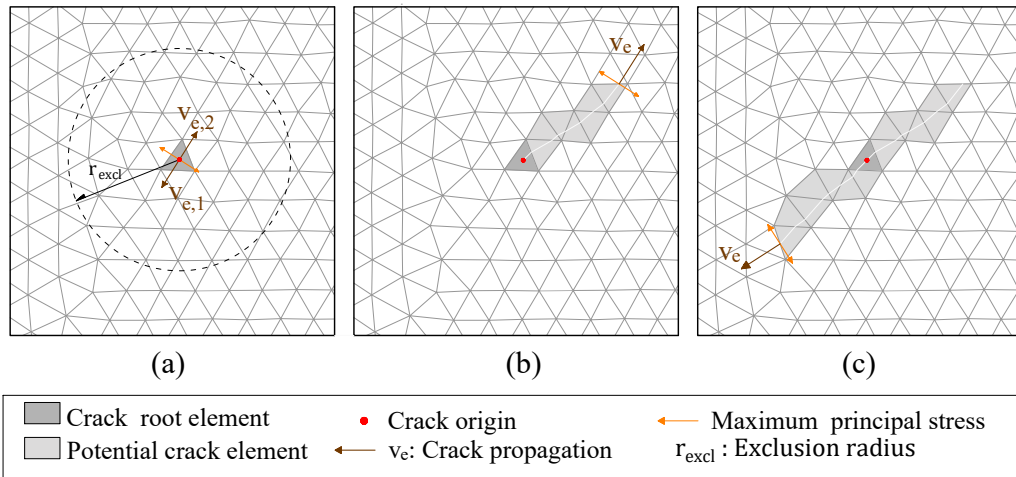 v_e,2
r_excl
v_e,1
v_e
v_e
(a) (b) (c)
Crack root element Crack origin Maximum principal stress
Potential crack element v_e: Crack propagation r_excl : Exclusion radius